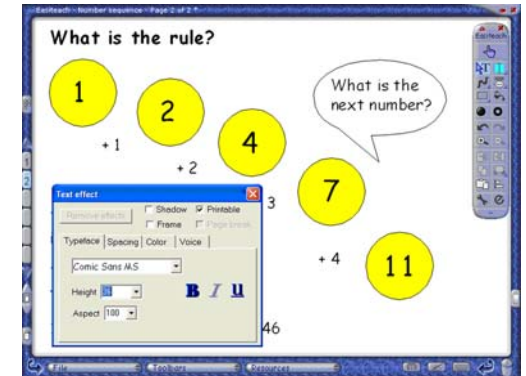 Easiteach - Number sequence - Page 2 of 2 *
What is the rule?
Easiteach
1
2
4
7
11
What is the
next number?
+ 1
+ 2
3
+ 4
46
Text effect
Remove effects
Shadow
Printable
Frame
Page break
Typeface
Spacing
Color
Voice
Comic Sans MS
Height
B I U
Aspect
100
1
2
File
Toolbars
Resources